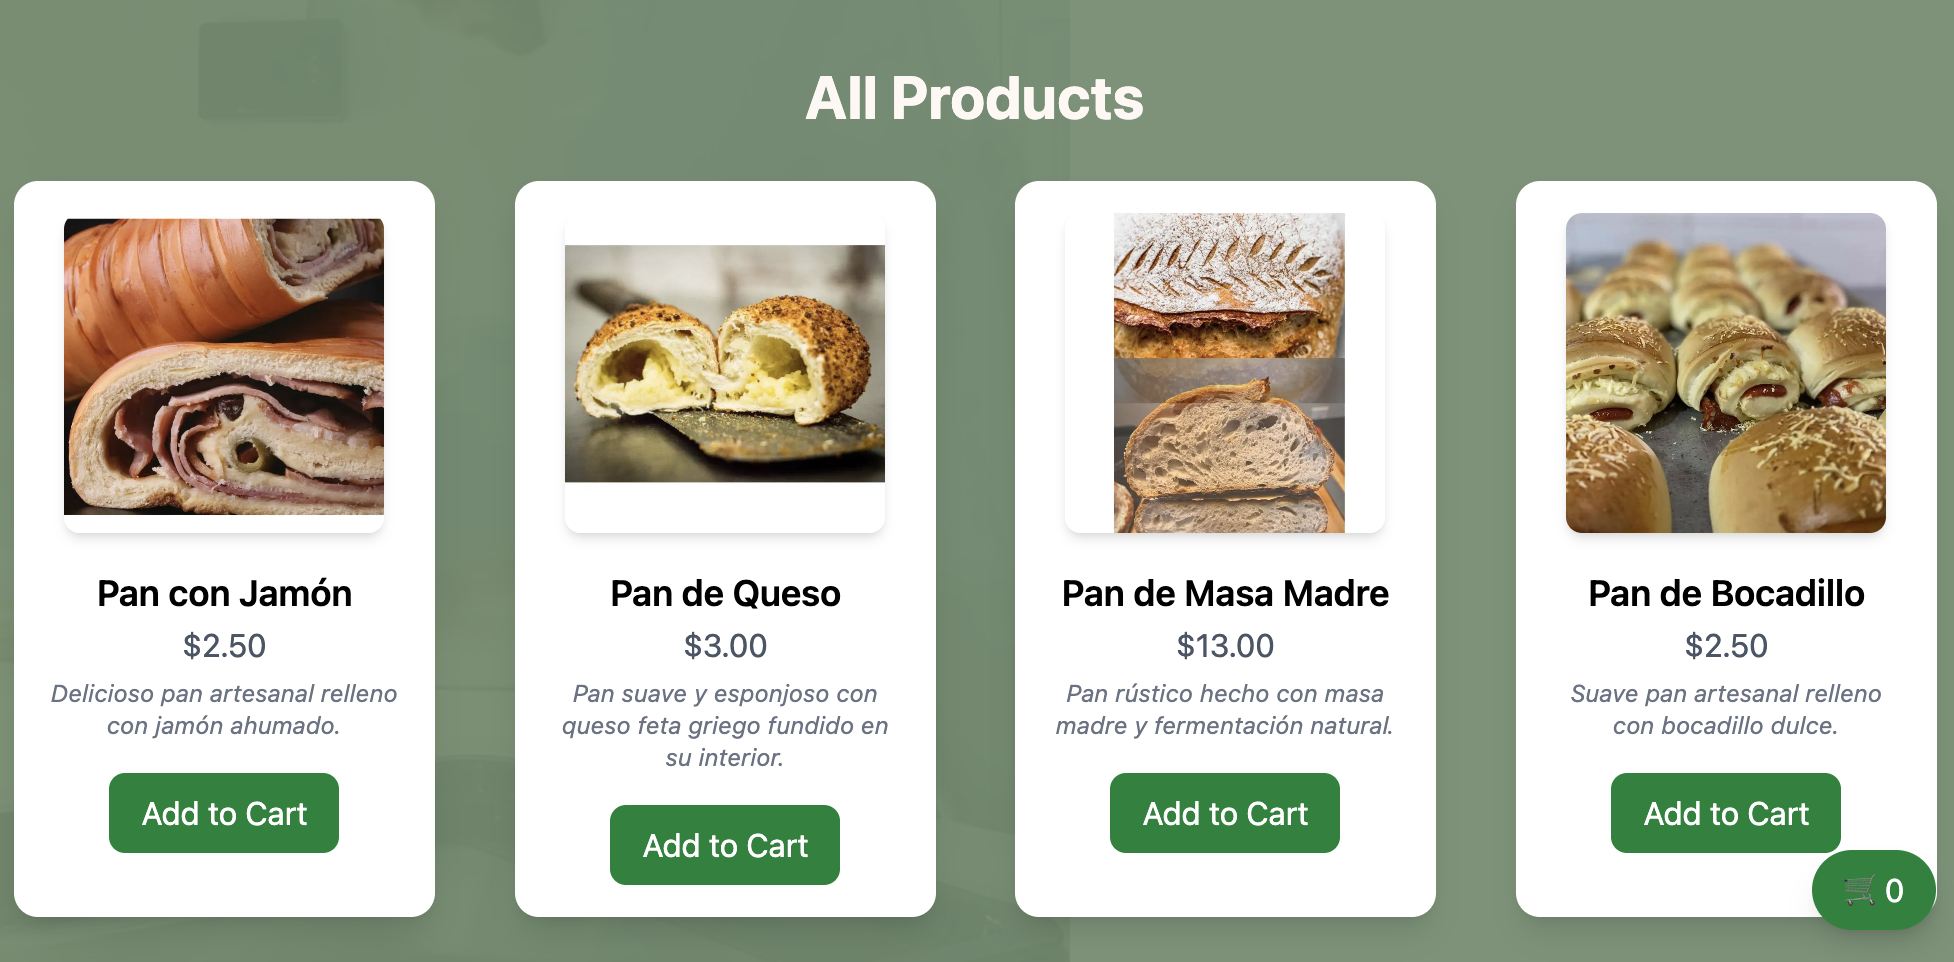 All Products
Pan con Jamón
$2.50
Delicioso pan artesanal relleno
con jamón ahumado.
Add to Cart
Pan de Queso
$3.00
Pan suave y esponjoso con
queso feta griego fundido en
su interior.
Add to Cart
Pan de Masa Madre
$13.00
Pan rústico hecho con masa
madre y fermentación natural.
Add to Cart
Pan de Bocadillo
$2.50
Suave pan artesanal relleno
con bocadillo dulce.
Add to Cart
0